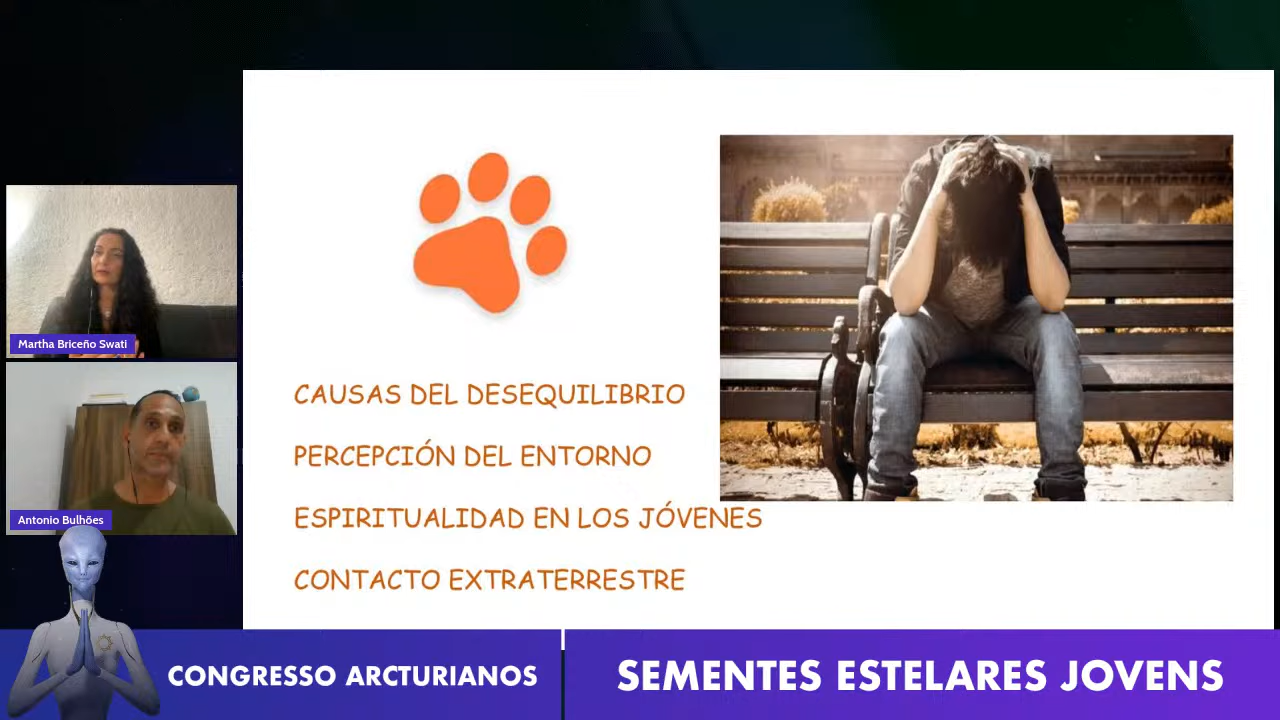 Martha Briceño Swati
Antonio Bulhões
CAUSAS DEL DESEQUILIBRIO
PERCEPCIÓN DEL ENTORNO
ESPIRITUALIDAD EN LOS JÓVENES
CONTACTO EXTRATERRESTRE
CONGRESSO ARCTURIANOS
SEMENTES ESTELARES JOVENS